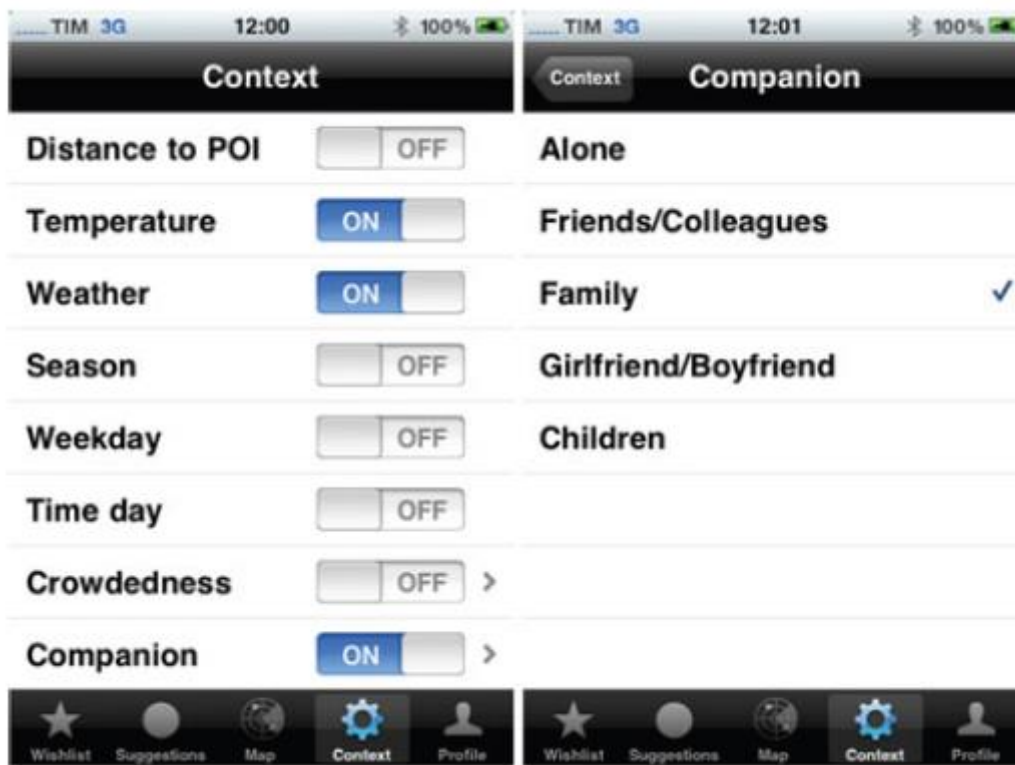 TIM 3G 12:00 100%
Context
Distance to POI OFF
Temperature ON
Weather ON
Season OFF
Weekday OFF
Time day OFF
Crowdedness OFF >
Companion ON >
Wishlist Suggestions Map Context Profile
TIM 3G 12:01 100%
Context Companion
Alone
Friends/Colleagues
Family ✓
Girlfriend/Boyfriend
Children
Wishlist Suggestions Map Context Profile